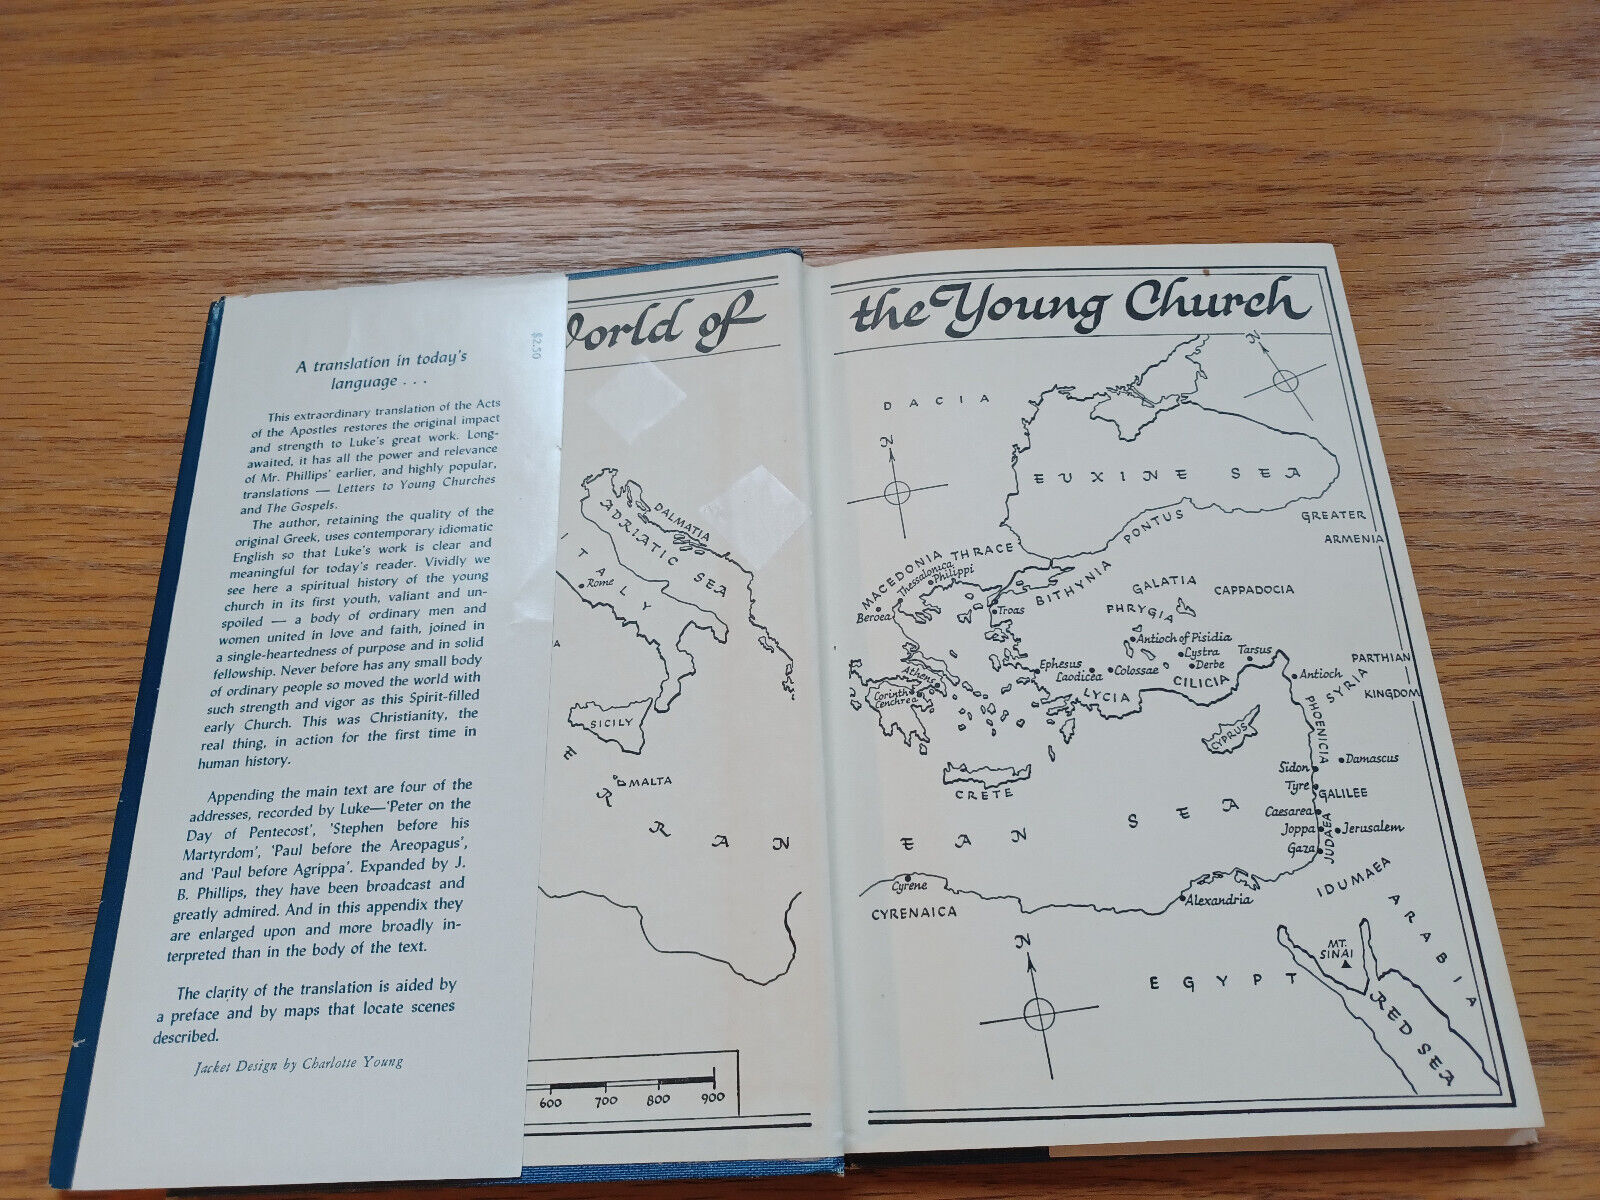 $2.50
A translation in today's
language . . .
This extraordinary translation of the Acts
of the Apostles restores the original impact
and strength to Luke's great work. Long-
awaited, it has all the power and relevance
of Mr. Phillips' earlier, and highly popular,
translations — Letters to Young Churches
and The Gospels.
The author, retaining the quality of the
original Greek, uses contemporary idiomatic
English so that Luke's work is clear and
meaningful for today's reader. Vividly we
see here a spiritual history of the young
church in its first youth, valiant and un-
spoiled — a body of ordinary men and
women united in love and faith, joined in
a single-heartedness of purpose and in solid
fellowship. Never before has any small body
of ordinary people so moved the world with
such strength and vigor as this Spirit-filled
early Church. This was Christianity, the
real thing, in action for the first time in
human history.
Appending the main text are four of the
addresses, recorded by Luke—'Peter on the
Day of Pentecost', 'Stephen before his
Martyrdom', 'Paul before the Areopagus',
and 'Paul before Agrippa'. Expanded by J.
B. Phillips, they have been broadcast and
greatly admired. And in this appendix they
are enlarged upon and more broadly in-
terpreted than in the body of the text.
The clarity of the translation is aided by
a preface and by maps that locate scenes
described.
Jacket Design by Charlotte Young
World of
DALMATIA
ADRIATIC SEA
ITALY
Rome
SICILY
MALTA
E R R A N
600 700 800 900
the Young Church
N
DACIA
N
EUXINE SEA
PONTUS
GREATER
ARMENIA
MACEDONIA
THRACE
Thessalonica
Philippi
Beroea
BITHYNIA
GALATIA
CAPPADOCIA
Troas
PHRYGIA
Antioch of Pisidia
Lystra
Derbe
Tarsus
PARTHIAN
KINGDOM
Athens
Corinth
Cenchrea
Ephesus
Laodicea
Colossae
LYCIA
CILICIA
Antioch
SYRIA
PHOENICIA
CYPRUS
CRETE
Sidon
Damascus
Tyre
GALILEE
Caesarea
Joppa
Jerusalem
JUDAEA
Gaza
EAN SEA
IDUMAEA
Cyrene
CYRENAICA
Alexandria
ARABIA
N
MT.
SINAI
EGYPT
RED SEA